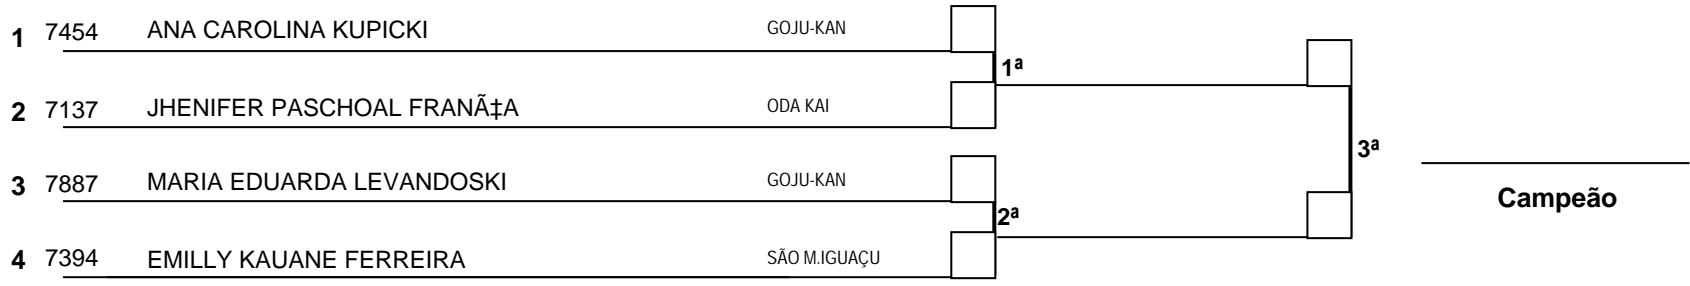 1 7454 ANA CAROLINA KUPICKI GOJU-KAN
1ª
2 7137 JHENIFER PASCHOAL FRANÃ‡A ODA KAI
3ª
3 7887 MARIA EDUARDA LEVANDOSKI GOJU-KAN
Campeão
2ª
4 7394 EMILLY KAUANE FERREIRA SÃO M.IGUAÇU